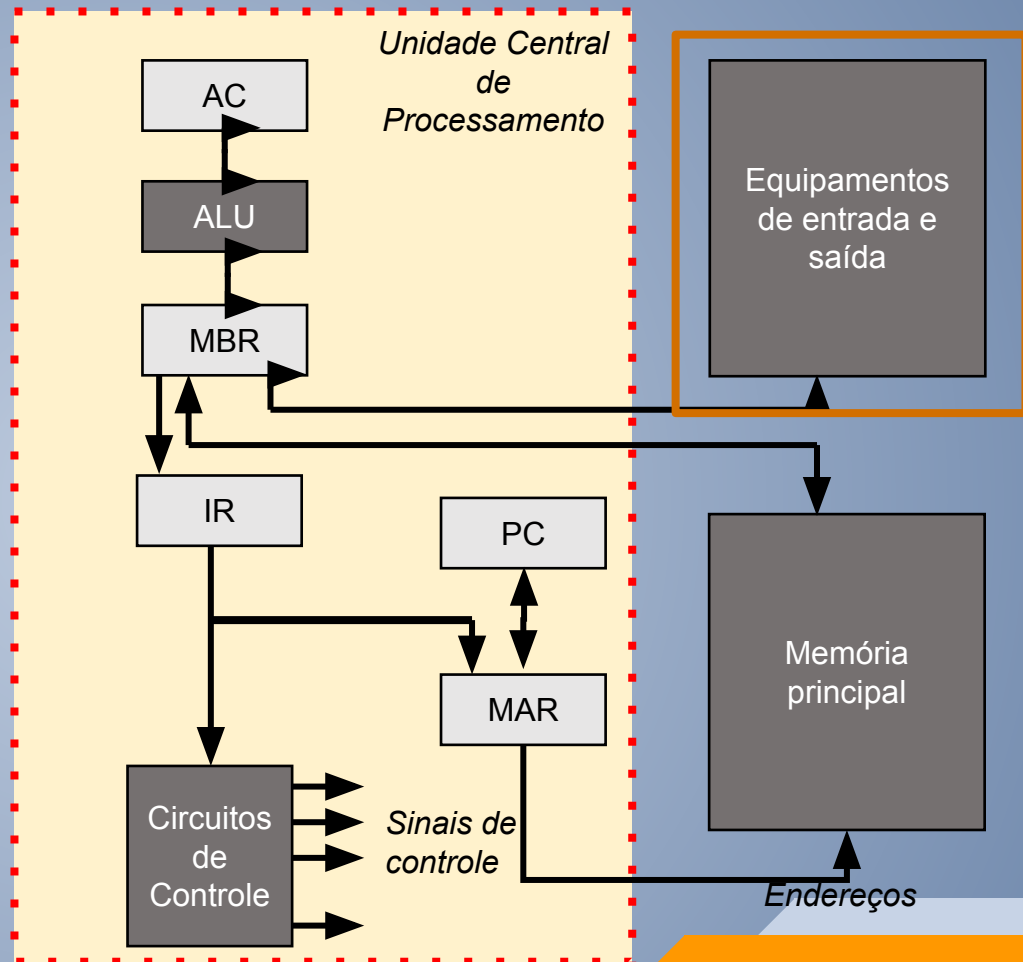 Unidade Central
de
Processamento
AC
ALU
MBR
IR
PC
MAR
Circuitos
de
Controle
Sinais de
controle
Equipamentos
de entrada e
saída
Memória
principal
Endereços